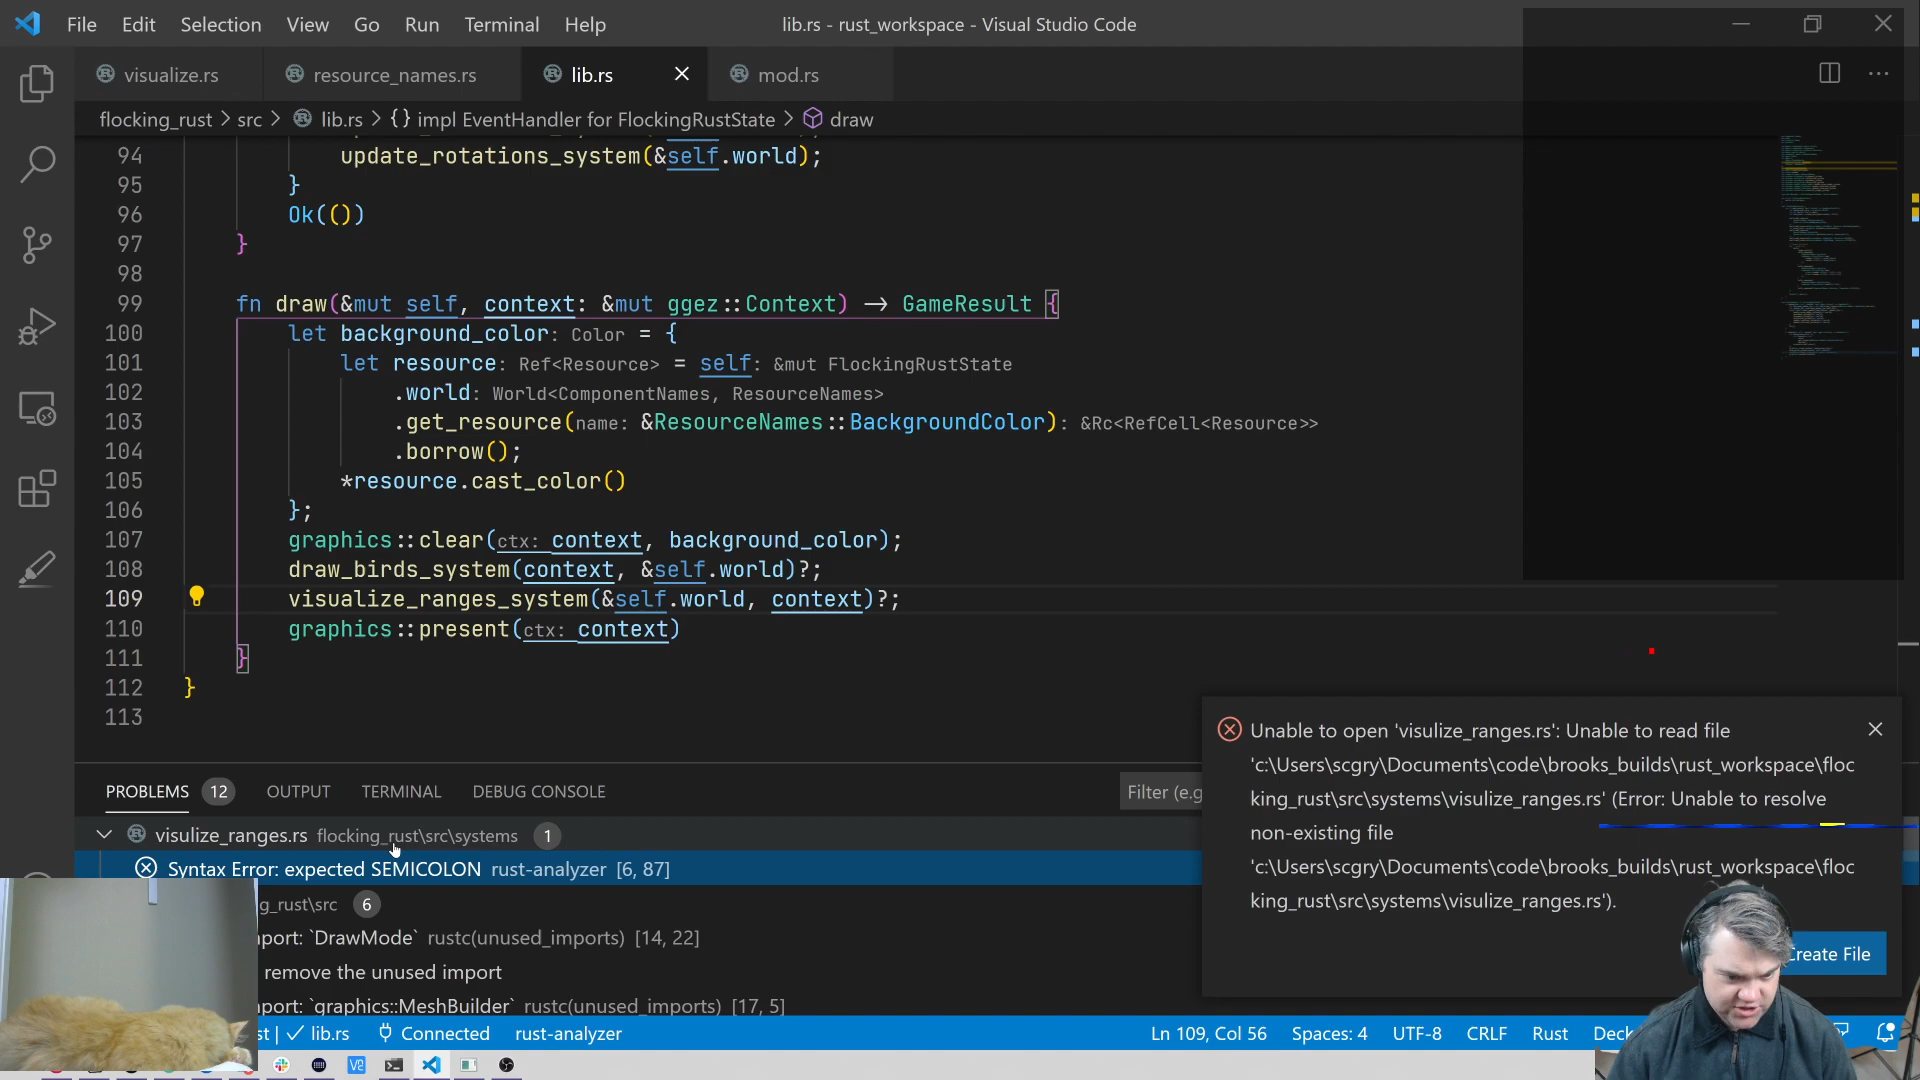 File Edit Selection View Go Run Terminal Help lib.rs - rust_workspace - Visual Studio Code
visualize.rs resource_names.rs lib.rs mod.rs
flocking_rust > src > lib.rs > {} impl EventHandler for FlockingRustState > draw
94 update_rotations_system(&self.world);
95 }
96 Ok(())
97 }
98
99 fn draw(&mut self, context: &mut ggez::Context) → GameResult {
100 let background_color: Color = {
101 let resource: Ref<Resource> = self: &mut FlockingRustState
102 .world: World<ComponentNames, ResourceNames>
103 .get_resource(name: &ResourceNames::BackgroundColor): &Rc<RefCell<Resource>>
104 .borrow();
105 *resource.cast_color()
106 };
107 graphics::clear(ctx: context, background_color);
108 draw_birds_system(context, &self.world)?;
109 visualize_ranges_system(&self.world, context)?;
110 graphics::present(ctx: context)
111 }
112 }
113
PROBLEMS 12 OUTPUT TERMINAL DEBUG CONSOLE Filter (e.g
visulize_ranges.rs flocking_rust\src\systems 1
Syntax Error: expected SEMICOLON rust-analyzer [6, 87]
g_rust\src 6
port: `DrawMode` rustc(unused_imports) [14, 22]
remove the unused import
port: `graphics::MeshBuilder` rustc(unused_imports) [17, 5]
Unable to open 'visulize_ranges.rs': Unable to read file
'c:\Users\scgry\Documents\code\brooks_builds\rust_workspace\floc
king_rust\src\systems\visulize_ranges.rs' (Error: Unable to resolve
non-existing file
'c:\Users\scgry\Documents\code\brooks_builds\rust_workspace\floc
king_rust\src\systems\visulize_ranges.rs').
Create File
st | ✓ lib.rs Connected rust-analyzer Ln 109, Col 56 Spaces: 4 UTF-8 CRLF Rust